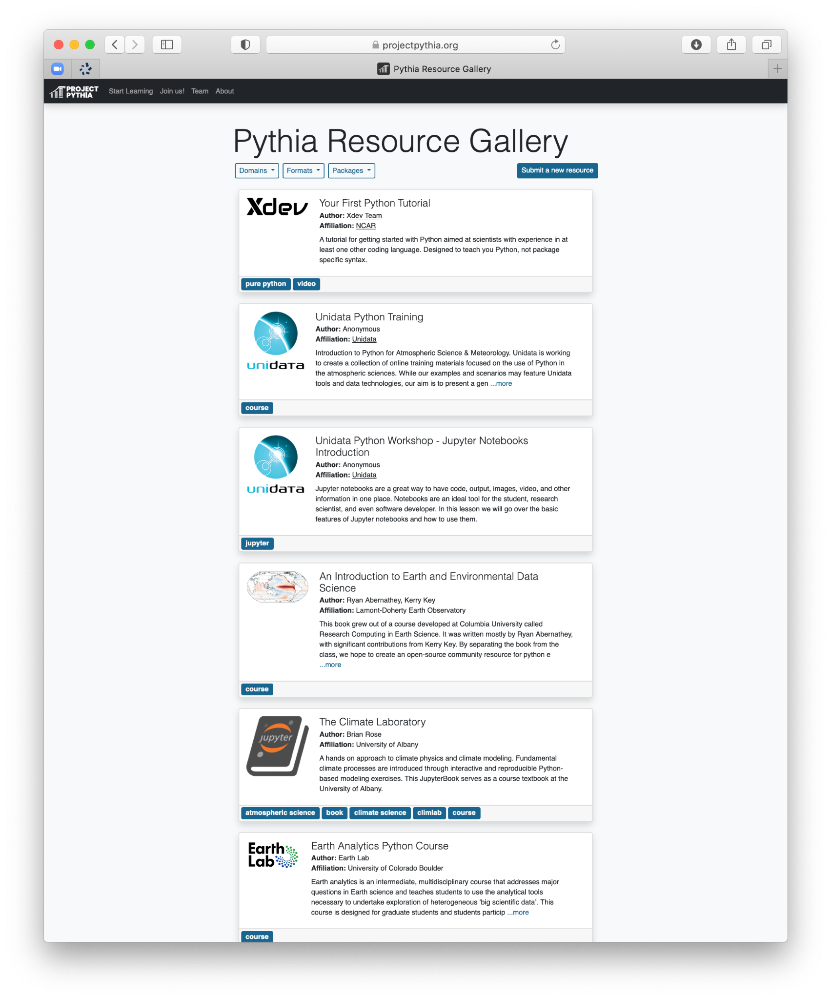 projectpythia.org
Pythia Resource Gallery
PROJECT
PYTHIA
Start Learning Join us! Team About
Pythia Resource Gallery
Domains Formats Packages Submit a new resource
Xdev
Your First Python Tutorial
Author: Xdev Team
Affiliation: NCAR
A tutorial for getting started with Python aimed at scientists with experience in at
least one other coding language. Designed to teach you Python, not package
specific syntax.
pure python video
unidata
Unidata Python Training
Author: Anonymous
Affiliation: Unidata
Introduction to Python for Atmospheric Science & Meteorology. Unidata is working
to create a collection of online training materials focused on the use of Python in
the atmospheric sciences. While our examples and scenarios may feature Unidata
tools and data technologies, our aim is to present a gen ...more
course
unidata
Unidata Python Workshop - Jupyter Notebooks
Introduction
Author: Anonymous
Affiliation: Unidata
Jupyter notebooks are a great way to have code, output, images, video, and other
information in one place. Notebooks are an ideal tool for the student, research
scientist, and even software developer. In this lesson we will go over the basic
features of Jupyter notebooks and how to use them.
jupyter
An Introduction to Earth and Environmental Data
Science
Author: Ryan Abernathey, Kerry Key
Affiliation: Lamont-Doherty Earth Observatory
This book grew out of a course developed at Columbia University called
Research Computing in Earth Science. It was written mostly by Ryan Abernathey,
with significant contributions from Kerry Key. By separating the book from the
class, we hope to create an open-source community resource for python e
...more
course
jupyter
The Climate Laboratory
Author: Brian Rose
Affiliation: University of Albany
A hands on approach to climate physics and climate modeling. Fundamental
climate processes are introduced through interactive and reproducible Python-
based modeling exercises. This JupyterBook serves as a course textbook at the
University of Albany.
atmospheric science book climate science climlab course
Earth
Lab
Earth Analytics Python Course
Author: Earth Lab
Affiliation: University of Colorado Boulder
Earth analytics is an intermediate, multidisciplinary course that addresses major
questions in Earth science and teaches students to use the analytical tools
necessary to undertake exploration of heterogeneous ‘big scientific data’. This
course is designed for graduate students and students particip ...more
course